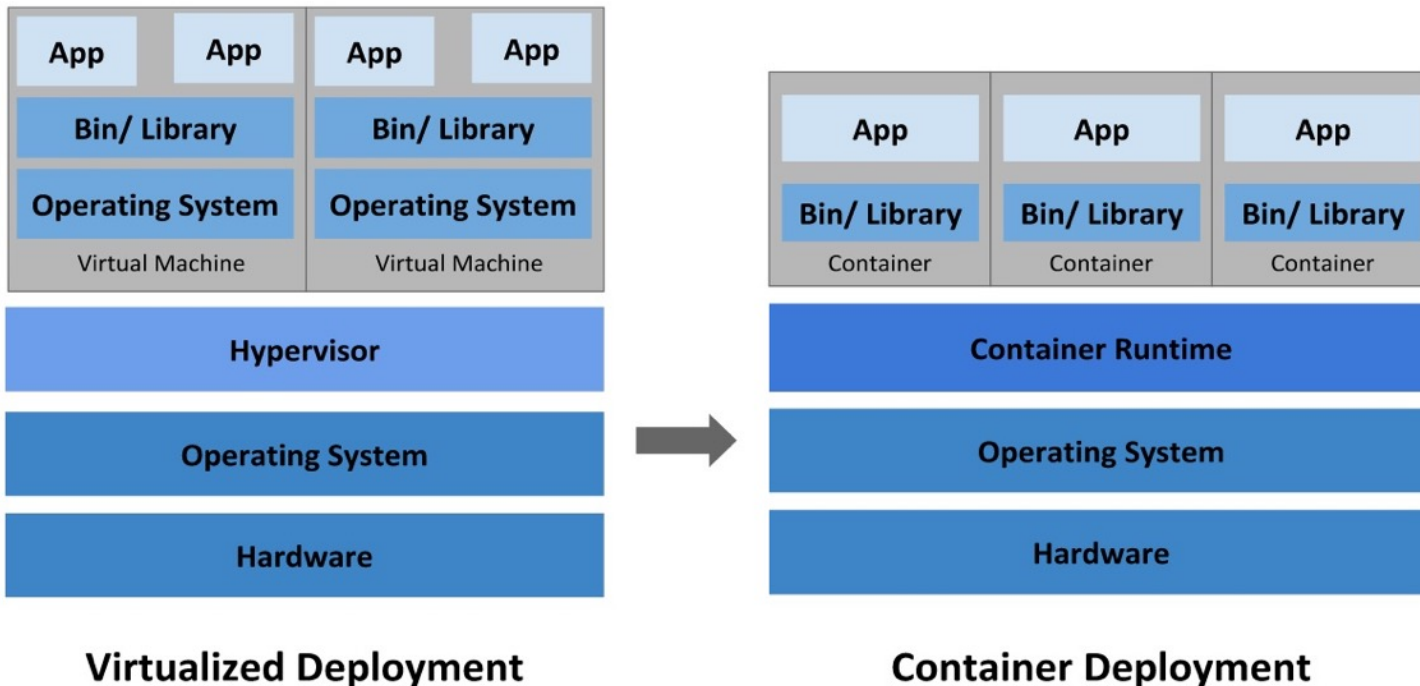 App
App
App
App
Bin/ Library
Bin/ Library
Operating System
Operating System
Virtual Machine
Virtual Machine
Hypervisor
Operating System
Hardware
Virtualized Deployment
App
App
App
Bin/ Library
Bin/ Library
Bin/ Library
Container
Container
Container
Container Runtime
Operating System
Hardware
Container Deployment